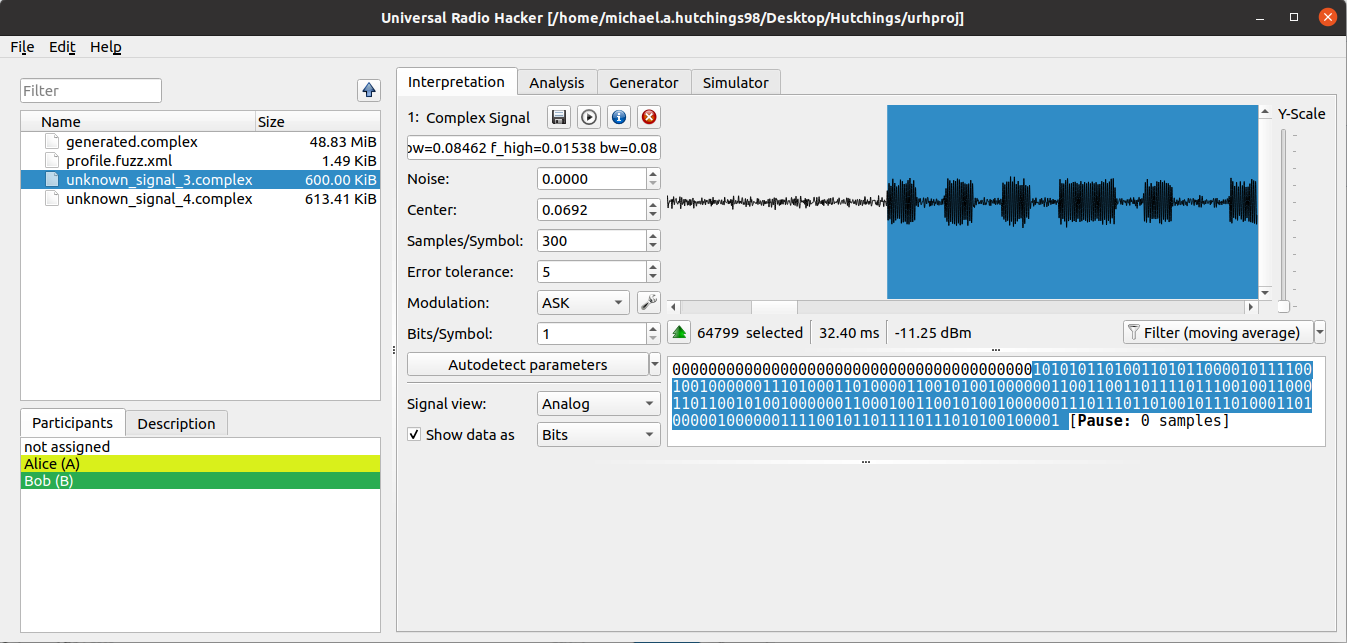 Universal Radio Hacker [/home/michael.a.hutchings98/Desktop/Hutchings/urhproj]
File Edit Help
Filter
Name Size
generated.complex 48.83 MiB
profile.fuzz.xml 1.49 KiB
unknown_signal_3.complex 600.00 KiB
unknown_signal_4.complex 613.41 KiB
Participants Description
not assigned
Alice (A)
Bob (B)
Interpretation Analysis Generator Simulator
1: Complex Signal
bw=0.08462 f_high=0.01538 bw=0.08
Noise: 0.0000
Center: 0.0692
Samples/Symbol: 300
Error tolerance: 5
Modulation: ASK
Bits/Symbol: 1
Autodetect parameters
Signal view: Analog
Show data as Bits
Y-Scale
64799 selected 32.40 ms -11.25 dBm Filter (moving average)
00000000000000000000000000000000000000001010101101001101011000010111100
10010000001110100011010000110010100100000011001100110111101110010011000
11011001010010000001100010011001010010000001110111011010010111010001101
0000010000001111001011011110111010100100001 [Pause: 0 samples]